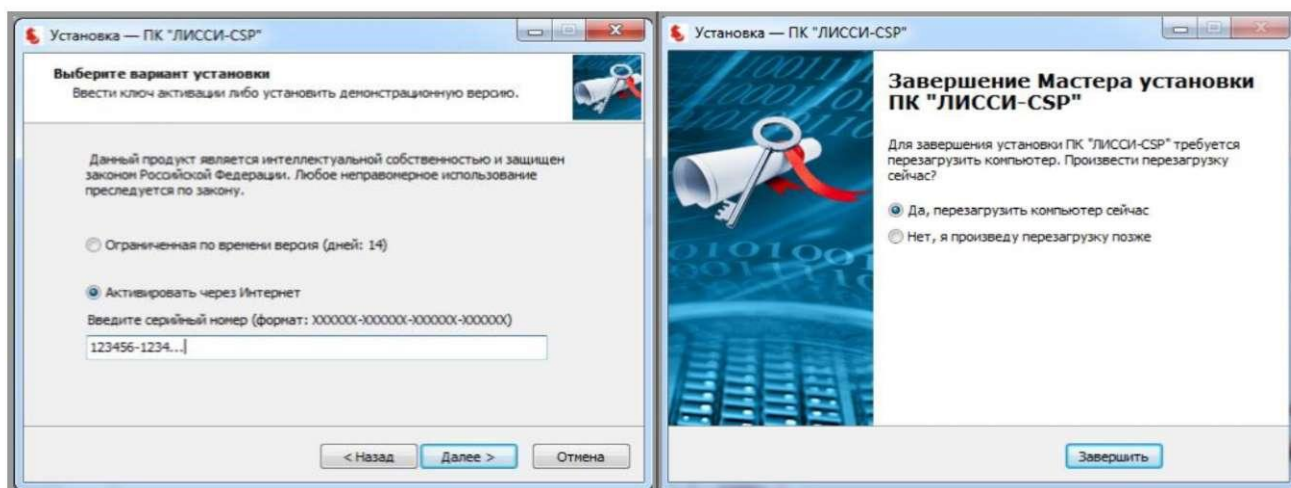 Установка — ПК "ЛИССИ-CSP"
Выберите вариант установки
Ввести ключ активации либо установить демонстрационную версию.
Данный продукт является интеллектуальной собственностью и защищен
законом Российской Федерации. Любое неправомерное использование
преследуется по закону.
Ограниченная по времени версия (дней: 14)
Активировать через Интернет
Введите серийный номер (формат: XXXXXX-XXXXXX-XXXXXX-XXXXXX)
123456-1234...
< Назад
Далее >
Отмена
Установка — ПК "ЛИССИ-CSP"
Завершение Мастера установки
ПК "ЛИССИ-CSP"
Для завершения установки ПК "ЛИССИ-CSP" требуется
перезагрузить компьютер. Произвести перезагрузку
сейчас?
Да, перезагрузить компьютер сейчас
Нет, я произведу перезагрузку позже
Завершить